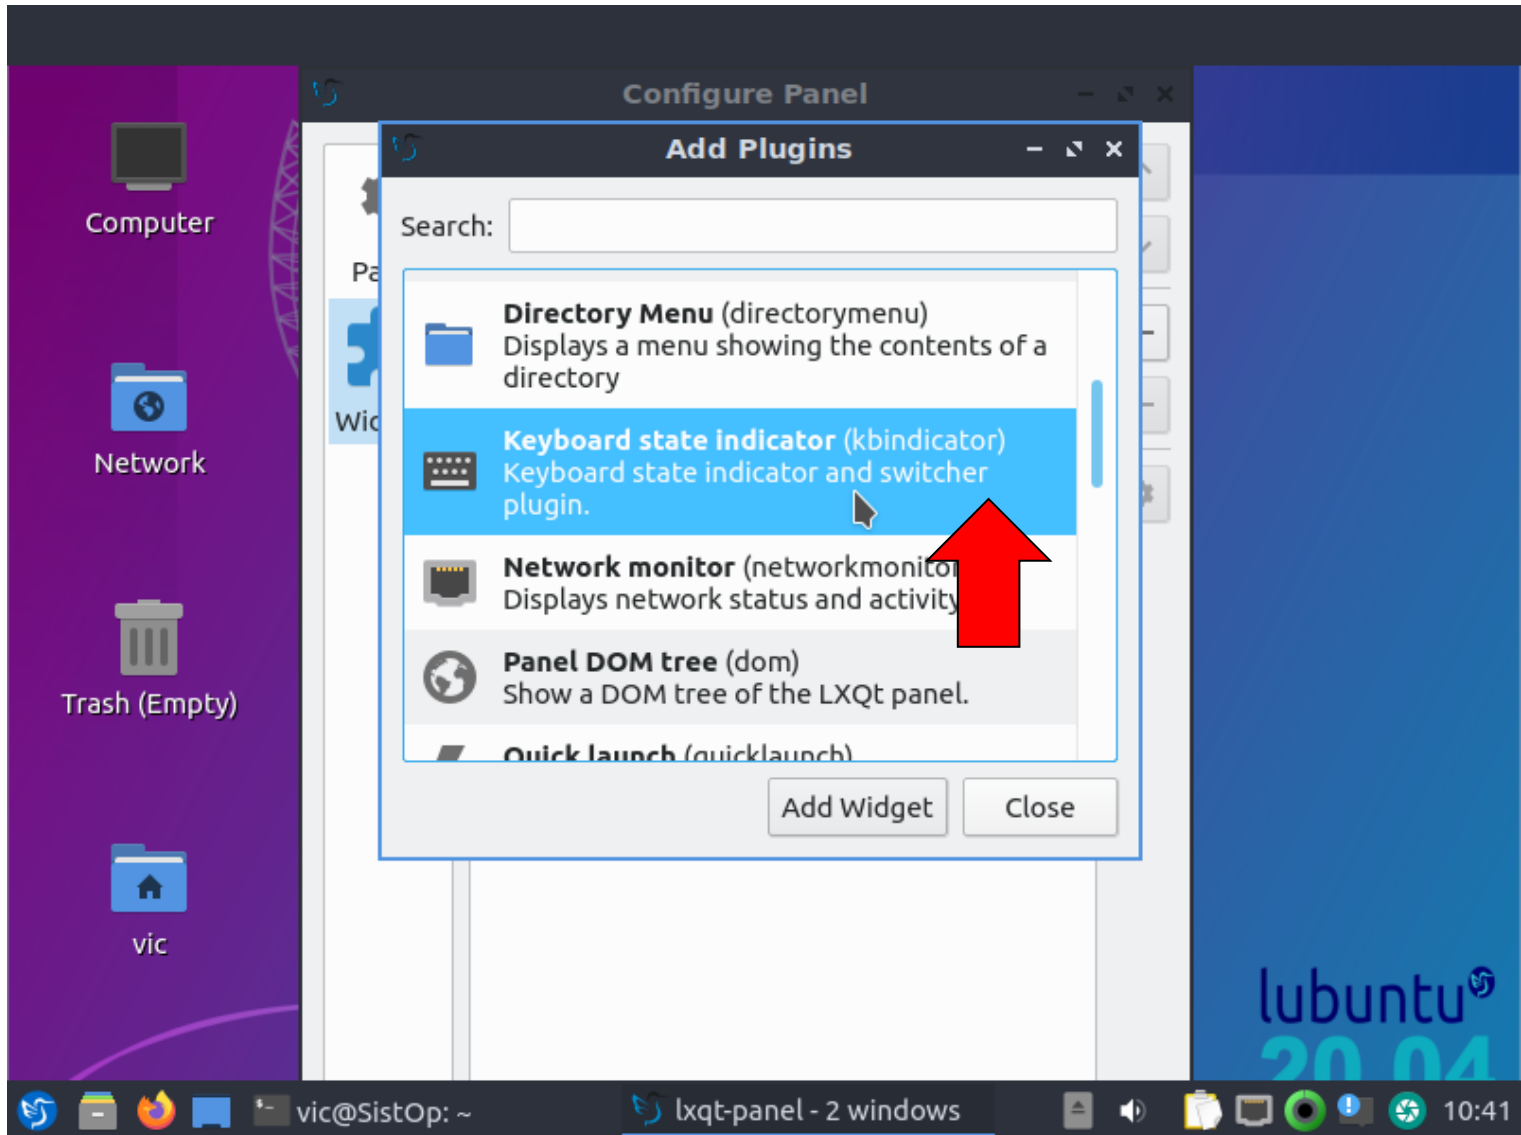 Configure Panel
Add Plugins
Search:
Computer
Network
Trash (Empty)
vic
Directory Menu (directorymenu)
Displays a menu showing the contents of a
directory
Keyboard state indicator (kbindicator)
Keyboard state indicator and switcher
plugin.
Network monitor (networkmonitor
Displays network status and activity
Panel DOM tree (dom)
Show a DOM tree of the LXQt panel.
Quick launch (quicklaunch)
Add Widget
Close
lubuntu
20.04
vic@SistOp: ~
lxqt-panel - 2 windows
10:41